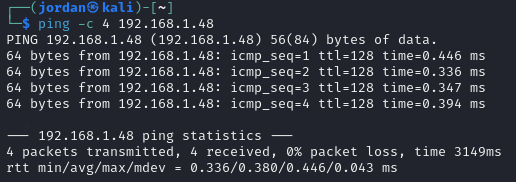 ┌──(jordan㉿kali)-[~]
└─$ ping -c 4 192.168.1.48
PING 192.168.1.48 (192.168.1.48) 56(84) bytes of data.
64 bytes from 192.168.1.48: icmp_seq=1 ttl=128 time=0.446 ms
64 bytes from 192.168.1.48: icmp_seq=2 ttl=128 time=0.336 ms
64 bytes from 192.168.1.48: icmp_seq=3 ttl=128 time=0.347 ms
64 bytes from 192.168.1.48: icmp_seq=4 ttl=128 time=0.394 ms

--- 192.168.1.48 ping statistics ---
4 packets transmitted, 4 received, 0% packet loss, time 3149ms
rtt min/avg/max/mdev = 0.336/0.380/0.446/0.043 ms